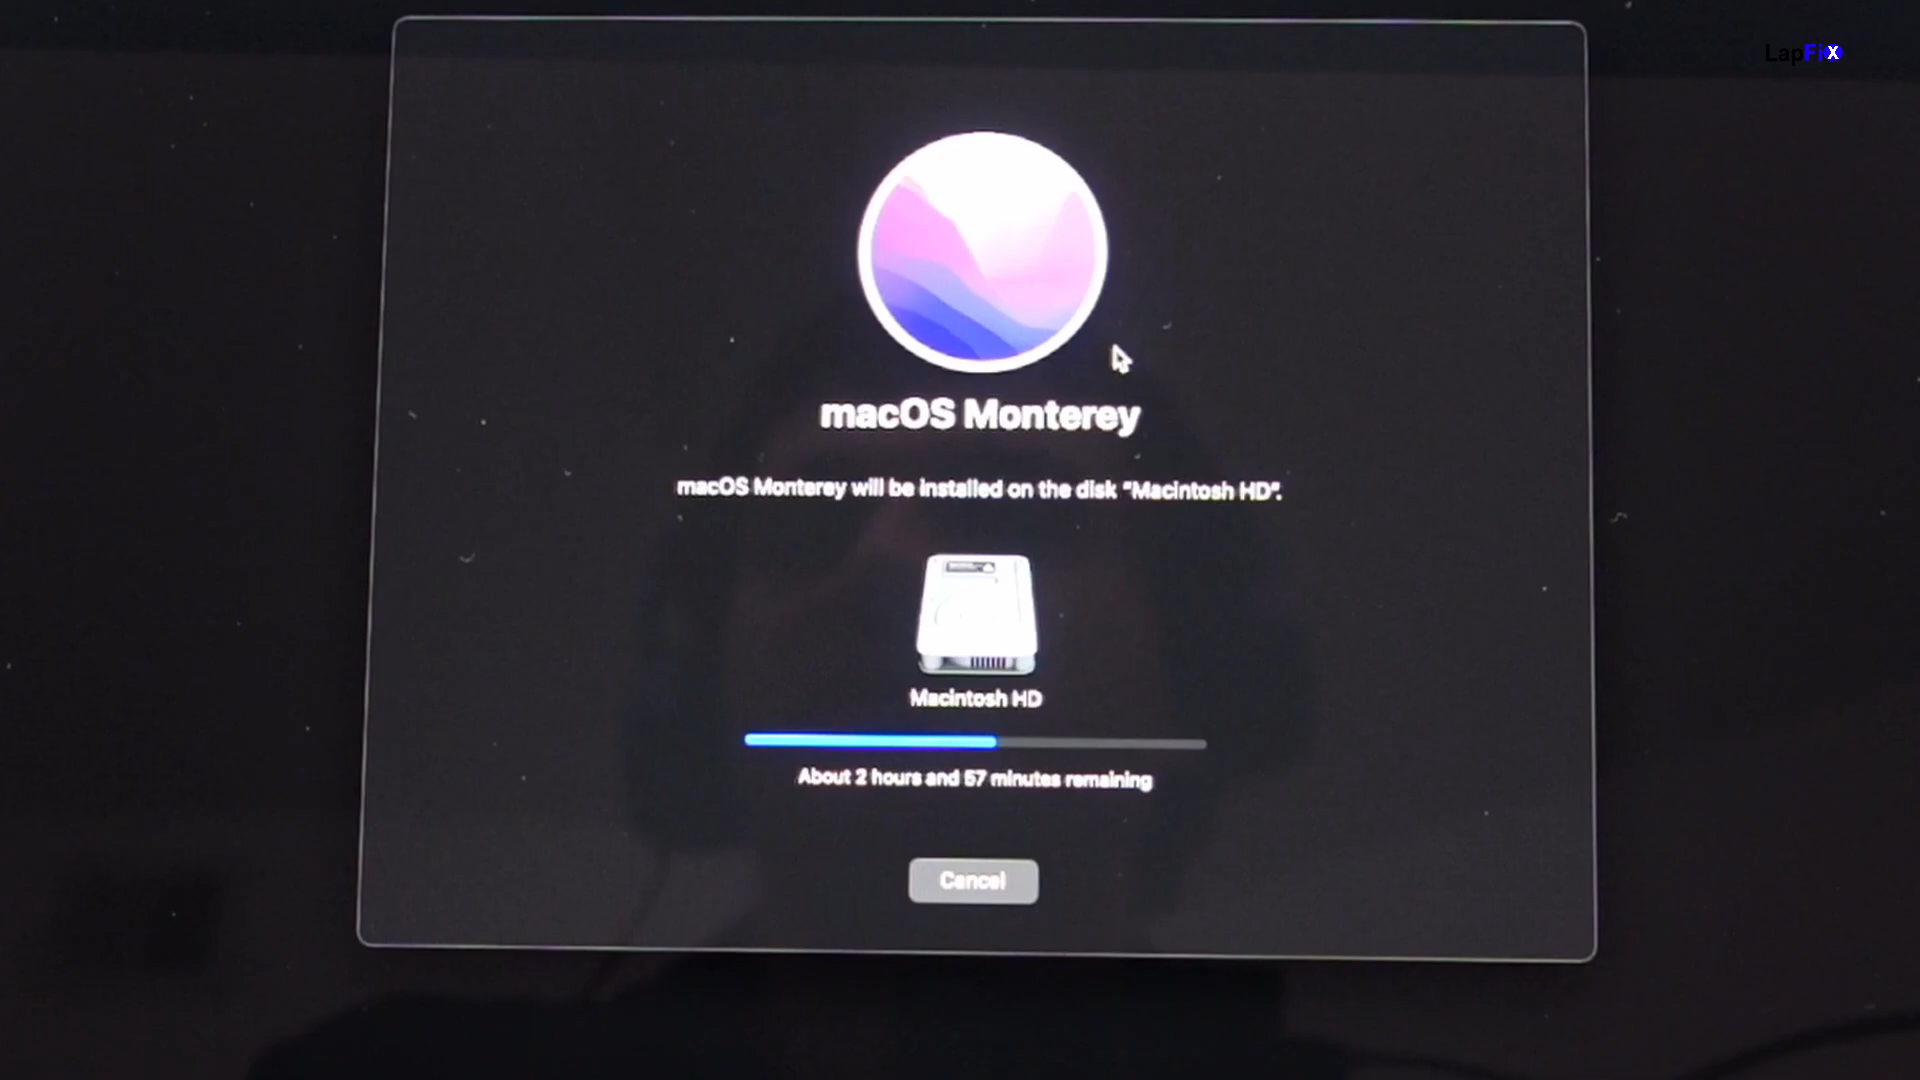 LapFiX
macOS Monterey
macOS Monterey will be installed on the disk “Macintosh HD”.
Macintosh HD
About 2 hours and 57 minutes remaining
Cancel